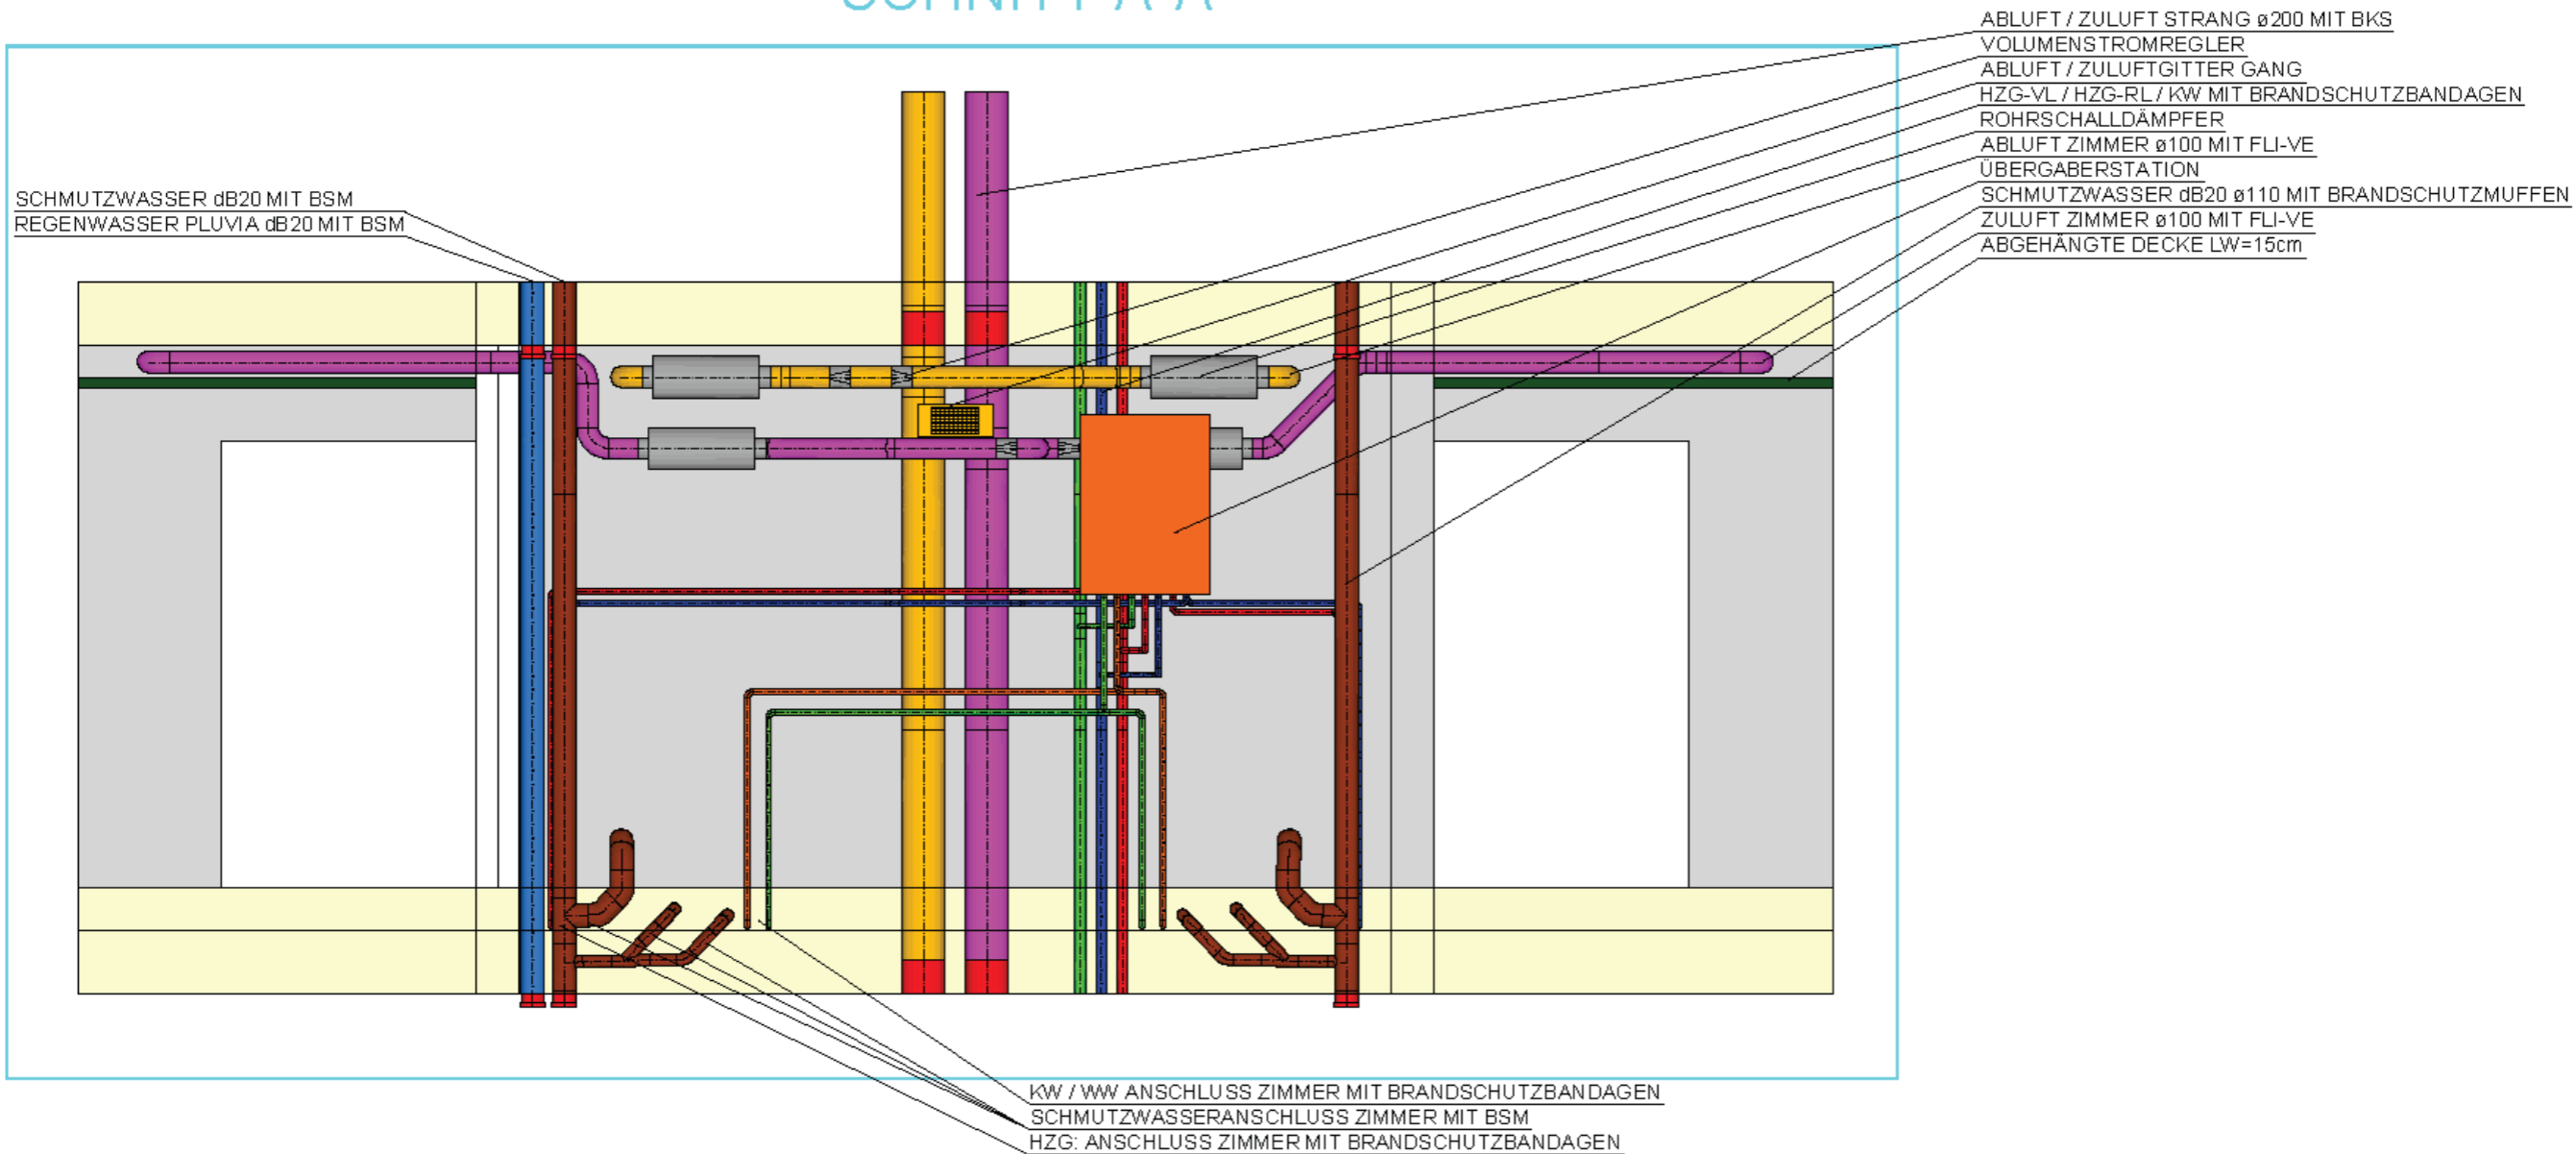 SCHNITT A-A
ABLUFT / ZULUFT STRANG ø200 MIT BKS
VOLUMENSTROMREGLER
ABLUFT / ZULUFTGITTER GANG
HZG-VL / HZG-RL / KW MIT BRANDSCHUTZBANDAGEN
ROHRSCHALLDÄMPFER
ABLUFT ZIMMER ø100 MIT FLI-VE
ÜBERGABERSTATION
SCHMUTZWASSER dB20 ø110 MIT BRANDSCHUTZMUFFEN
ZULUFT ZIMMER ø100 MIT FLI-VE
ABGEHÄNGTE DECKE LW=15cm
SCHMUTZWASSER dB20 MIT BSM
REGENWASSER PLUVIA dB20 MIT BSM
KW / WW ANSCHLUSS ZIMMER MIT BRANDSCHUTZBANDAGEN
SCHMUTZWASSERANSCHLUSS ZIMMER MIT BSM
HZG: ANSCHLUSS ZIMMER MIT BRANDSCHUTZBANDAGEN